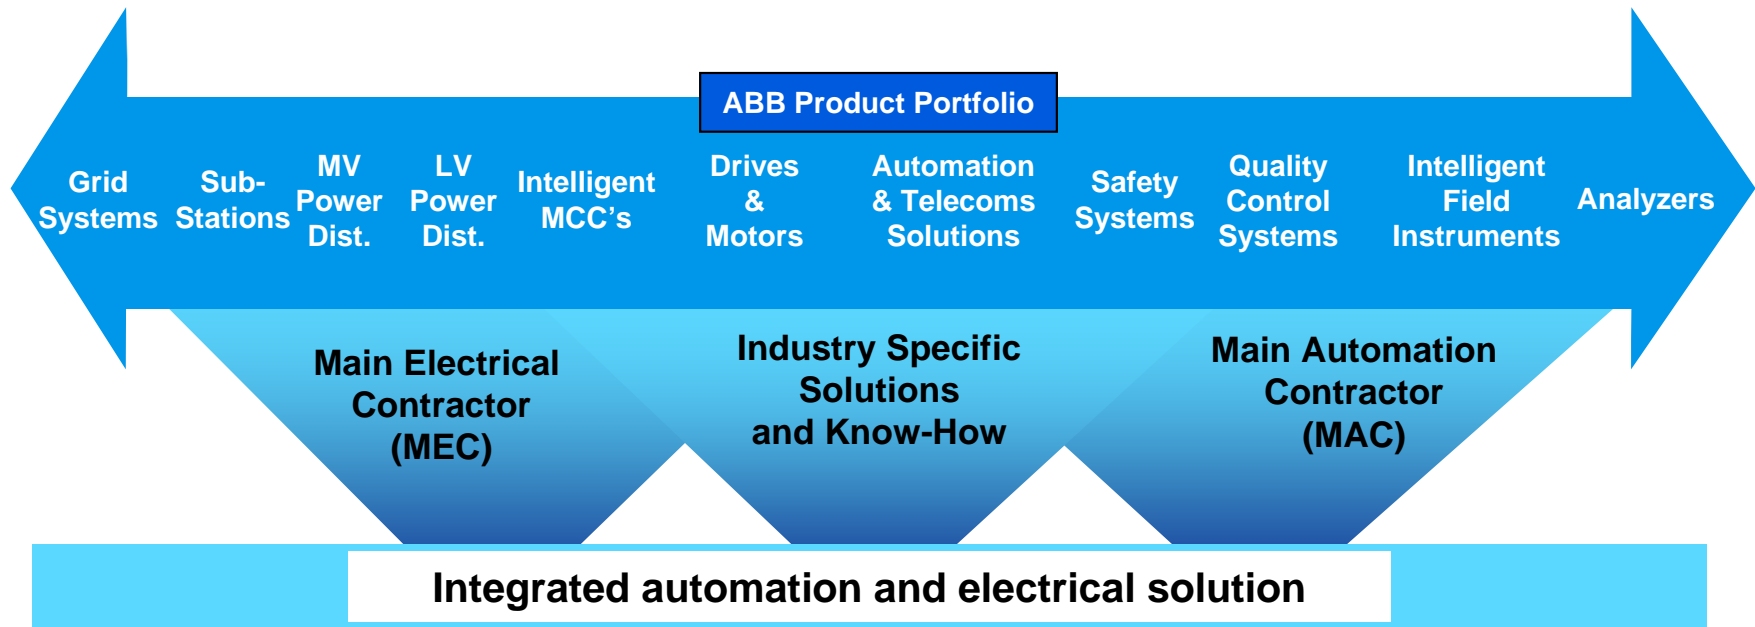 ABB Product Portfolio
Grid
Systems
Sub-
Stations
MV
Power
Dist.
LV
Power
Dist.
Intelligent
MCC's
Drives
&
Motors
Automation
& Telecoms
Solutions
Safety
Systems
Quality
Control
Systems
Intelligent
Field
Instruments
Analyzers
Main Electrical
Contractor
(MEC)
Industry Specific
Solutions
and Know-How
Main Automation
Contractor
(MAC)
Integrated automation and electrical solution